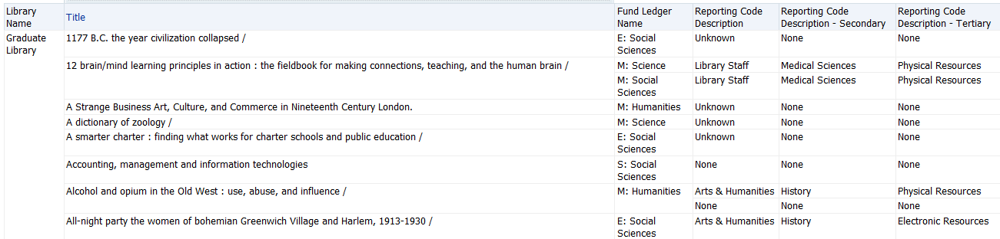 Library Name	Title	Fund Ledger Name	Reporting Code Description	Reporting Code Description - Secondary	Reporting Code Description - Tertiary
Graduate Library	1177 B.C. the year civilization collapsed /	E: Social Sciences	Unknown	None	None
12 brain/mind learning principles in action : the fieldbook for making connections, teaching, and the human brain /	M: Science	Library Staff	Medical Sciences	Physical Resources
M: Social Sciences	Library Staff	Medical Sciences	Physical Resources
A Strange Business Art, Culture, and Commerce in Nineteenth Century London.	M: Humanities	Unknown	None	None
A dictionary of zoology /	M: Science	Unknown	None	None
A smarter charter : finding what works for charter schools and public education /	E: Social Sciences	Unknown	None	None
Accounting, management and information technologies	S: Social Sciences	None	None	None
Alcohol and opium in the Old West : use, abuse, and influence /	M: Humanities	Arts & Humanities	History	Physical Resources
None	None	None
All-night party the women of bohemian Greenwich Village and Harlem, 1913-1930 /	E: Social Sciences	Arts & Humanities	History	Electronic Resources